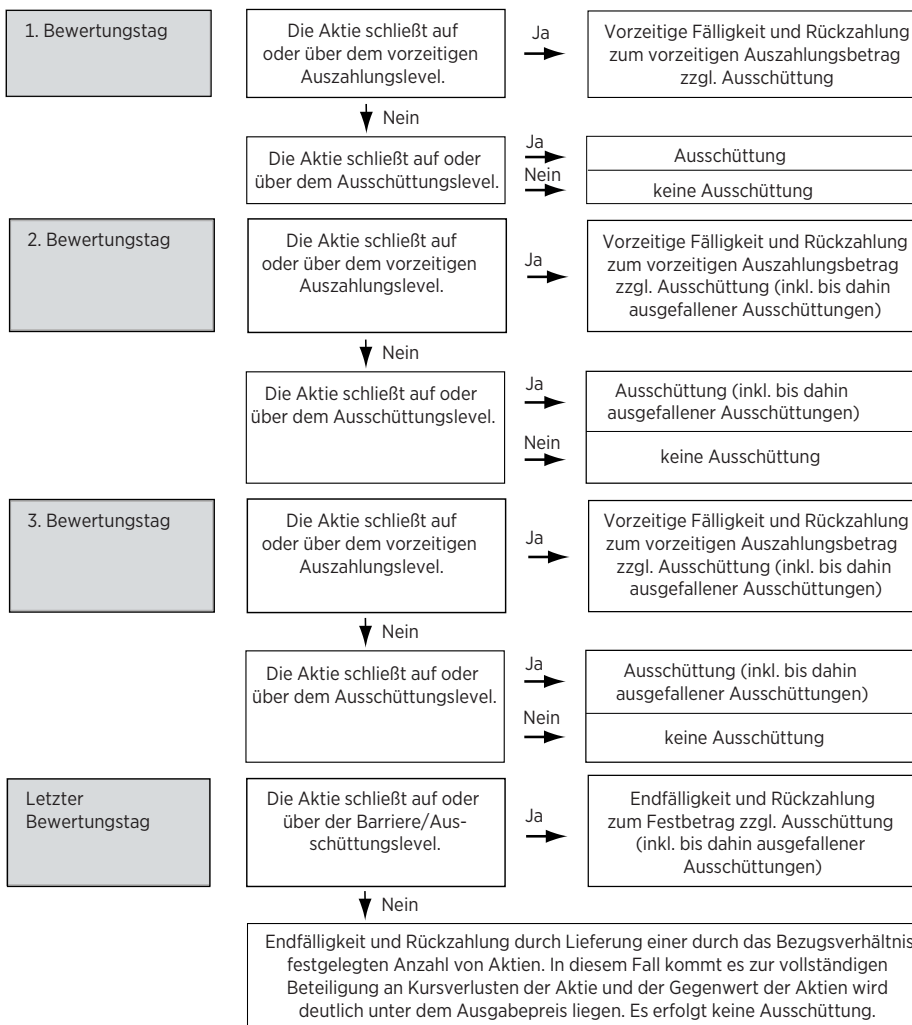 1. Bewertungstag
Die Aktie schließt auf
oder über dem vorzeitigen
Auszahlungslevel.
Ja
Vorzeitige Fälligkeit und Rückzahlung
zum vorzeitigen Auszahlungsbetrag
zzgl. Ausschüttung
Nein
Die Aktie schließt auf oder
über dem Ausschüttungslevel.
Ja
Ausschüttung
Nein
keine Ausschüttung
2. Bewertungstag
Die Aktie schließt auf
oder über dem vorzeitigen
Auszahlungslevel.
Ja
Vorzeitige Fälligkeit und Rückzahlung
zum vorzeitigen Auszahlungsbetrag
zzgl. Ausschüttung (inkl. bis dahin
ausgefallener Ausschüttungen)
Nein
Die Aktie schließt auf oder
über dem Ausschüttungslevel.
Ja
Ausschüttung (inkl. bis dahin
ausgefallener Ausschüttungen)
Nein
keine Ausschüttung
3. Bewertungstag
Die Aktie schließt auf
oder über dem vorzeitigen
Auszahlungslevel.
Ja
Vorzeitige Fälligkeit und Rückzahlung
zum vorzeitigen Auszahlungsbetrag
zzgl. Ausschüttung (inkl. bis dahin
ausgefallener Ausschüttungen)
Nein
Die Aktie schließt auf oder
über dem Ausschüttungslevel.
Ja
Ausschüttung (inkl. bis dahin
ausgefallener Ausschüttungen)
Nein
keine Ausschüttung
Letzter
Bewertungstag
Die Aktie schließt auf oder
über der Barriere/Aus-
schüttungslevel.
Ja
Endfälligkeit und Rückzahlung
zum Festbetrag zzgl. Ausschüttung
(inkl. bis dahin ausgefallener
Ausschüttungen)
Nein
Endfälligkeit und Rückzahlung durch Lieferung einer durch das Bezugsverhältnis
festgelegten Anzahl von Aktien. In diesem Fall kommt es zur vollständigen
Beteiligung an Kursverlusten der Aktie und der Gegenwert der Aktien wird
deutlich unter dem Ausgabepreis liegen. Es erfolgt keine Ausschüttung.